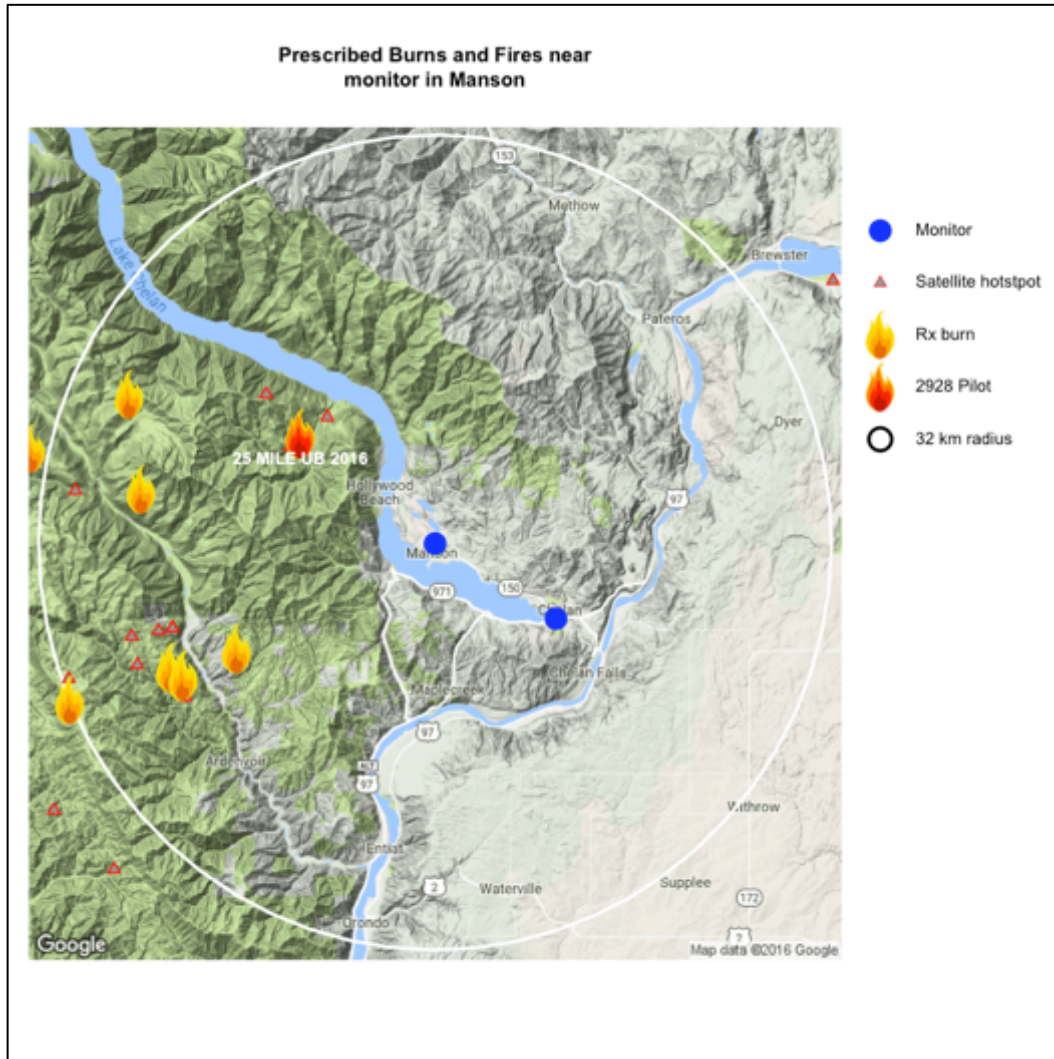 Prescribed Burns and Fires near
monitor in Manson
153
Methow
Lake Chelan
Brewster
Pateros
Dyer
25 MILE UB 2016
Hollywood
Beach
97
Manson
971
150
Chelan
Chelan Falls
Maplecreek
97
Ardenvoir
97
Withrow
Entiat
2
Waterville
Supplee
172
Orondo
2
Google
Map data ©2016 Google
Monitor
Satellite hotstpot
Rx burn
2928 Pilot
32 km radius